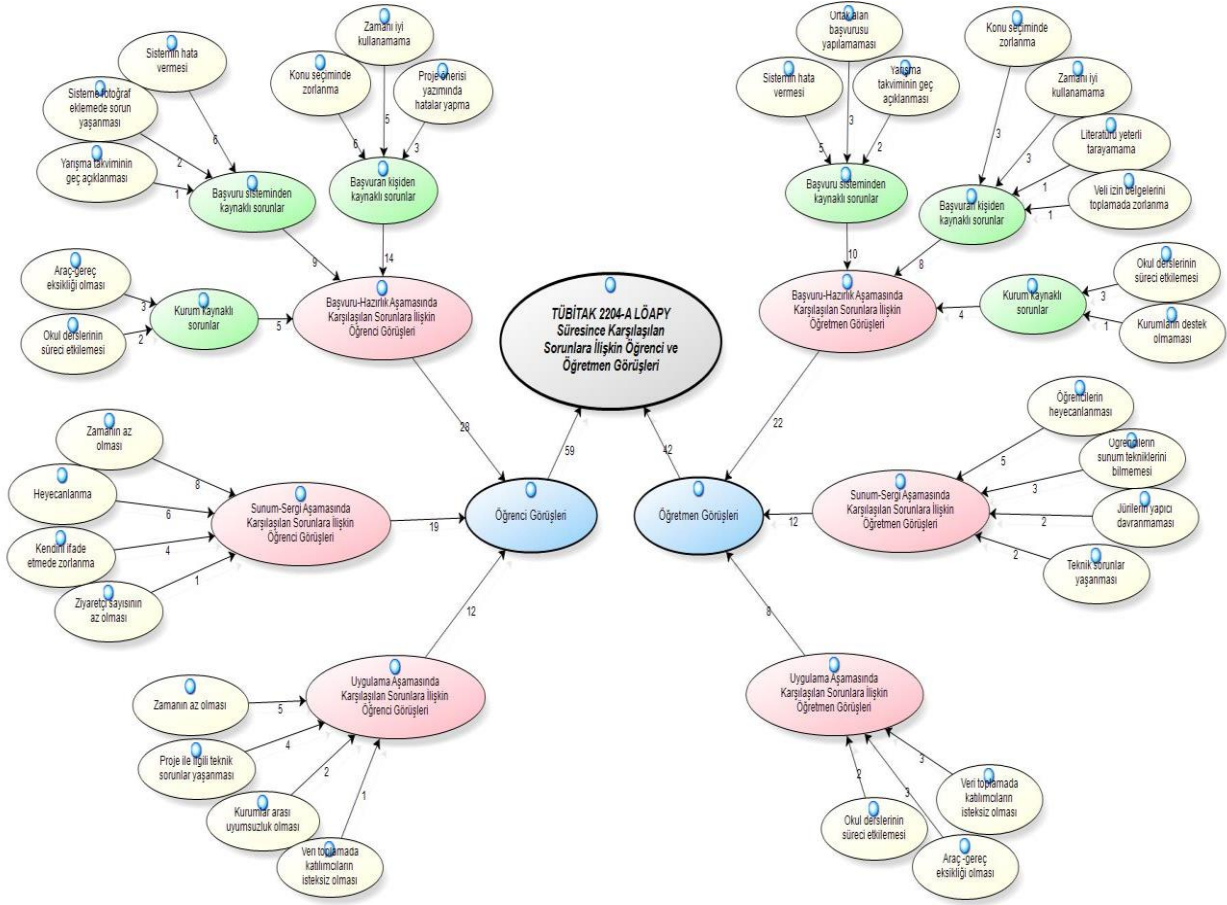 Sistemin hata
vermesi
Sisteme fotoğraf
eklemede sorun
yaşanması
Yarışma takviminin
geç açıklanması
6
2
1
Başvuru sisteminden
kaynaklı sorunlar
Zamanı iyi
kullanamama
Konu seçiminde
zorlanma
Proje önerisi
yazımında
hatalar yapma
5
6
3
Başvuran kişiden
kaynaklı sorunlar
Araç-gereç
eksikliği olması
Okul derslerinin
süreci etkilemesi
3
2
Kurum kaynaklı
sorunlar
9
14
5
Başvuru-Hazırlık Aşamasında
Karşılaşılan Sorunlara İlişkin
Öğrenci Görüşleri
28
Zamanın az
olması
Heyecanlanma
Kendini ifade
etmede zorlanma
Ziyaretçi sayısının
az olması
8
6
4
1
Sunum-Sergi Aşamasında
Karşılaşılan Sorunlara İlişkin
Öğrenci Görüşleri
19
Zamanın az olması
Proje ile ilgili teknik
sorunlar yaşanması
Kurumlar arası
uyumsuzluk olması
Veri toplamada
katılımcıların
isteksiz olması
5
4
2
1
Uygulama Aşamasında
Karşılaşılan Sorunlara İlişkin
Öğrenci Görüşleri
12
Öğrenci Görüşleri
59
TÜBİTAK 2204-A LÖAPY
Süresince Karşılaşılan
Sorunlara İlişkin Öğrenci ve
Öğretmen Görüşleri
42
Öğretmen Görüşleri
Ortak alan
başvurusu
yapılamaması
Sistemin hata
vermesi
Yarışma
takviminin geç
açıklanması
5
3
2
Başvuru sisteminden
kaynaklı sorunlar
Konu seçiminde
zorlanma
Zamanı iyi
kullanamama
Literatürü yeterli
tarayamama
Veli izin belgelerini
toplamada zorlanma
3
3
1
1
Başvuran kişiden
kaynaklı sorunlar
Okul derslerinin
süreci etkilemesi
Kurumların destek
olmaması
3
1
Kurum kaynaklı
sorunlar
10
8
4
Başvuru-Hazırlık Aşamasında
Karşılaşılan Sorunlara İlişkin
Öğretmen Görüşleri
22
Öğrencilerin
heyecanlanması
Öğrencilerin
sunum tekniklerini
bilmemesi
Jürilerin yapıcı
davranmaması
Teknik sorunlar
yaşanması
5
3
2
2
Sunum-Sergi Aşamasında
Karşılaşılan Sorunlara İlişkin
Öğretmen Görüşleri
12
8
Uygulama Aşamasında
Karşılaşılan Sorunlara İlişkin
Öğretmen Görüşleri
2
3
3
Okul derslerinin
süreci etkilemesi
Araç -gereç
eksikliği olması
Veri toplamada
katılımcıların
isteksiz olması